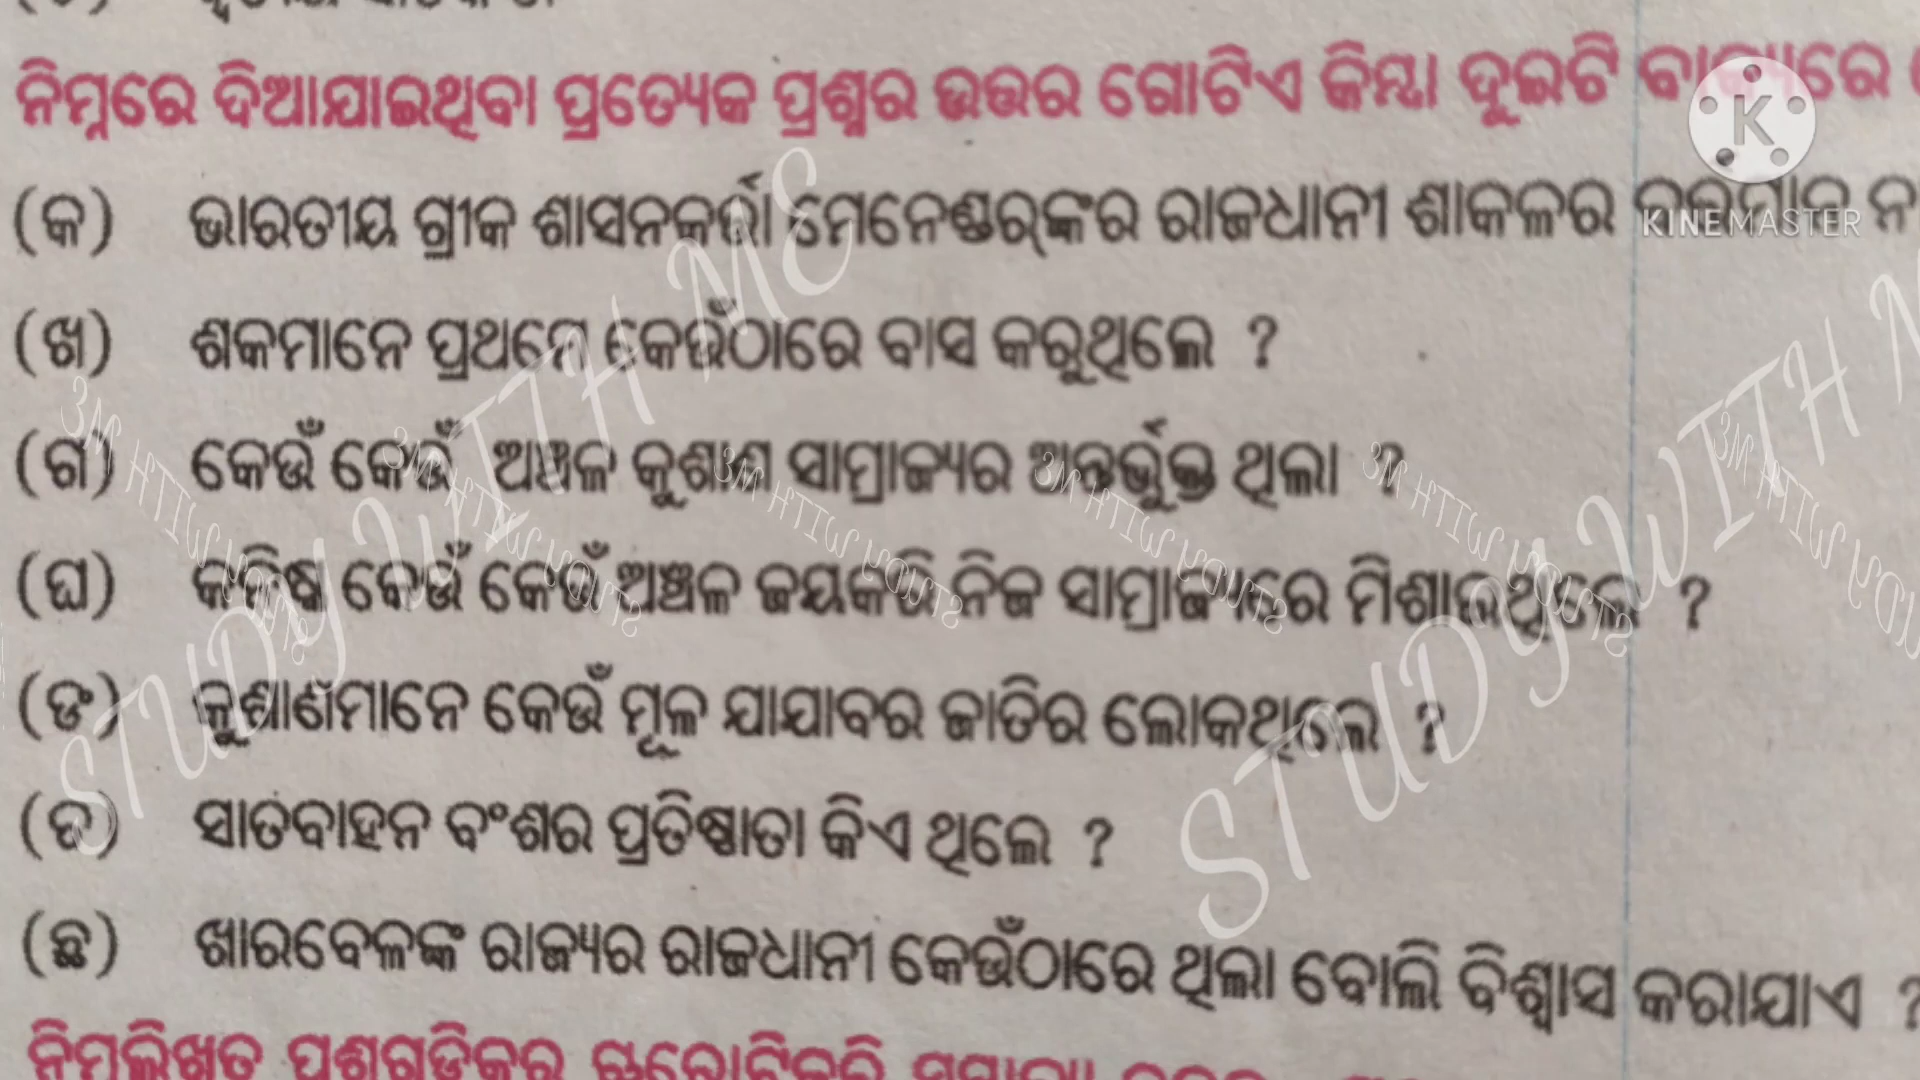 ନିମ୍ନରେ ଦିଆଯାଇଥିବା ପ୍ରତ୍ୟେକ ପ୍ରଶ୍ନର ଉତ୍ତର ଗୋଟିଏ କିମ୍ବା ଦୁଇଟି ବାକ୍ୟରେ
(କ) ଭାରତୀୟ ଗ୍ରୀକ ଶାସନକର୍ତ୍ତା ମେନେଣ୍ଡରଙ୍କର ରାଜଧାନୀ ଶାକଳର
KINEMASTER
(ଖ) ଶକମାନେ ପ୍ରଥମେ କେଉଁଠାରେ ବାସ କରୁଥିଲେ ?
(ଗ) କେଉଁ କେଉଁ ଅଞ୍ଚଳ କୁଶାଣ ସାମ୍ରାଜ୍ୟର ଅନ୍ତର୍ଭୁକ୍ତ ଥିଲା ?
(ଘ) କନିଷ୍କ କେଉଁ କେଉଁ ଅଞ୍ଚଳ ଜୟକରି ନିଜ ସାମ୍ରାଜ୍ୟରେ ମିଶାଇଥିଲେ ?
(ଙ) କୁଶାଣମାନେ କେଉଁ ମୂଳ ଯାଯାବର ଜାତିର ଲୋକଥିଲେ ?
(ଚ) ସାତବାହନ ବଂଶର ପ୍ରତିଷ୍ଠାତା କିଏ ଥିଲେ ?
(ଛ) ଖାରବେଳଙ୍କ ରାଜ୍ୟର ରାଜଧାନୀ କେଉଁଠାରେ ଥିଲା ବୋଲି ବିଶ୍ୱାସ କରାଯାଏ ?
STUDY WITH ME
STUDY WITH